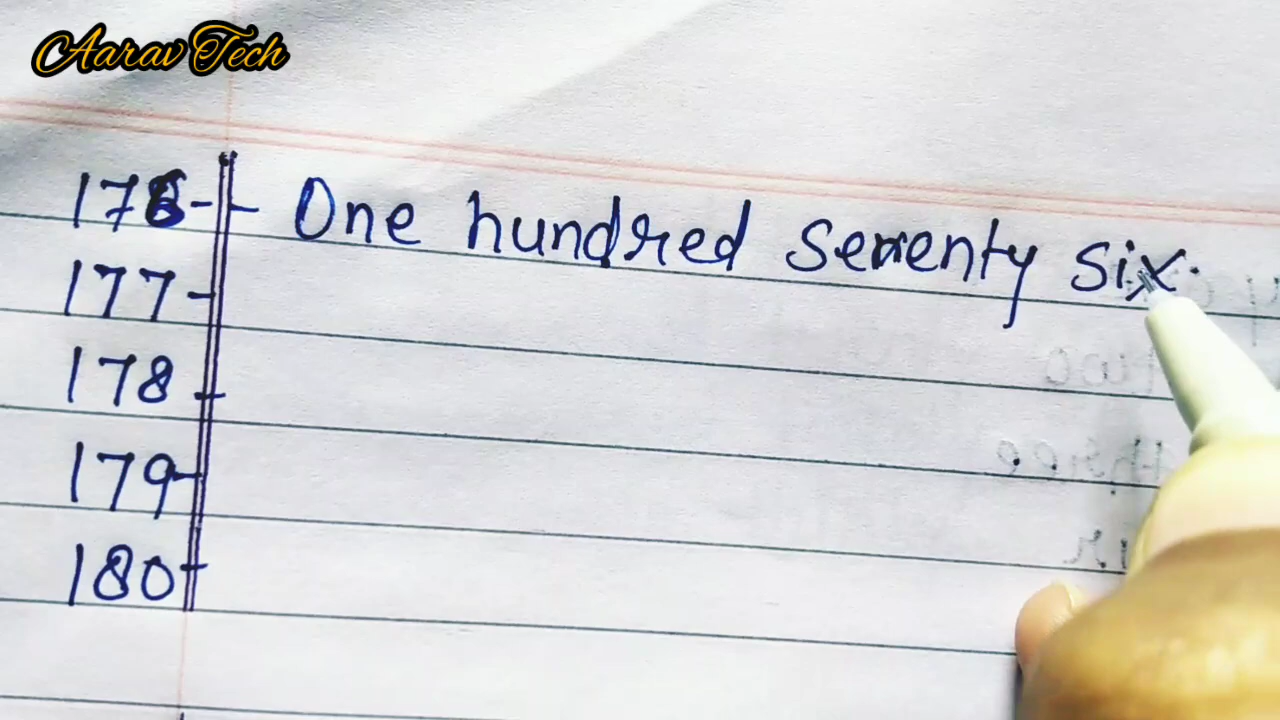 Aarav Tech
176 - One hundred seventy six.
177 -
178 -
179 -
180 -